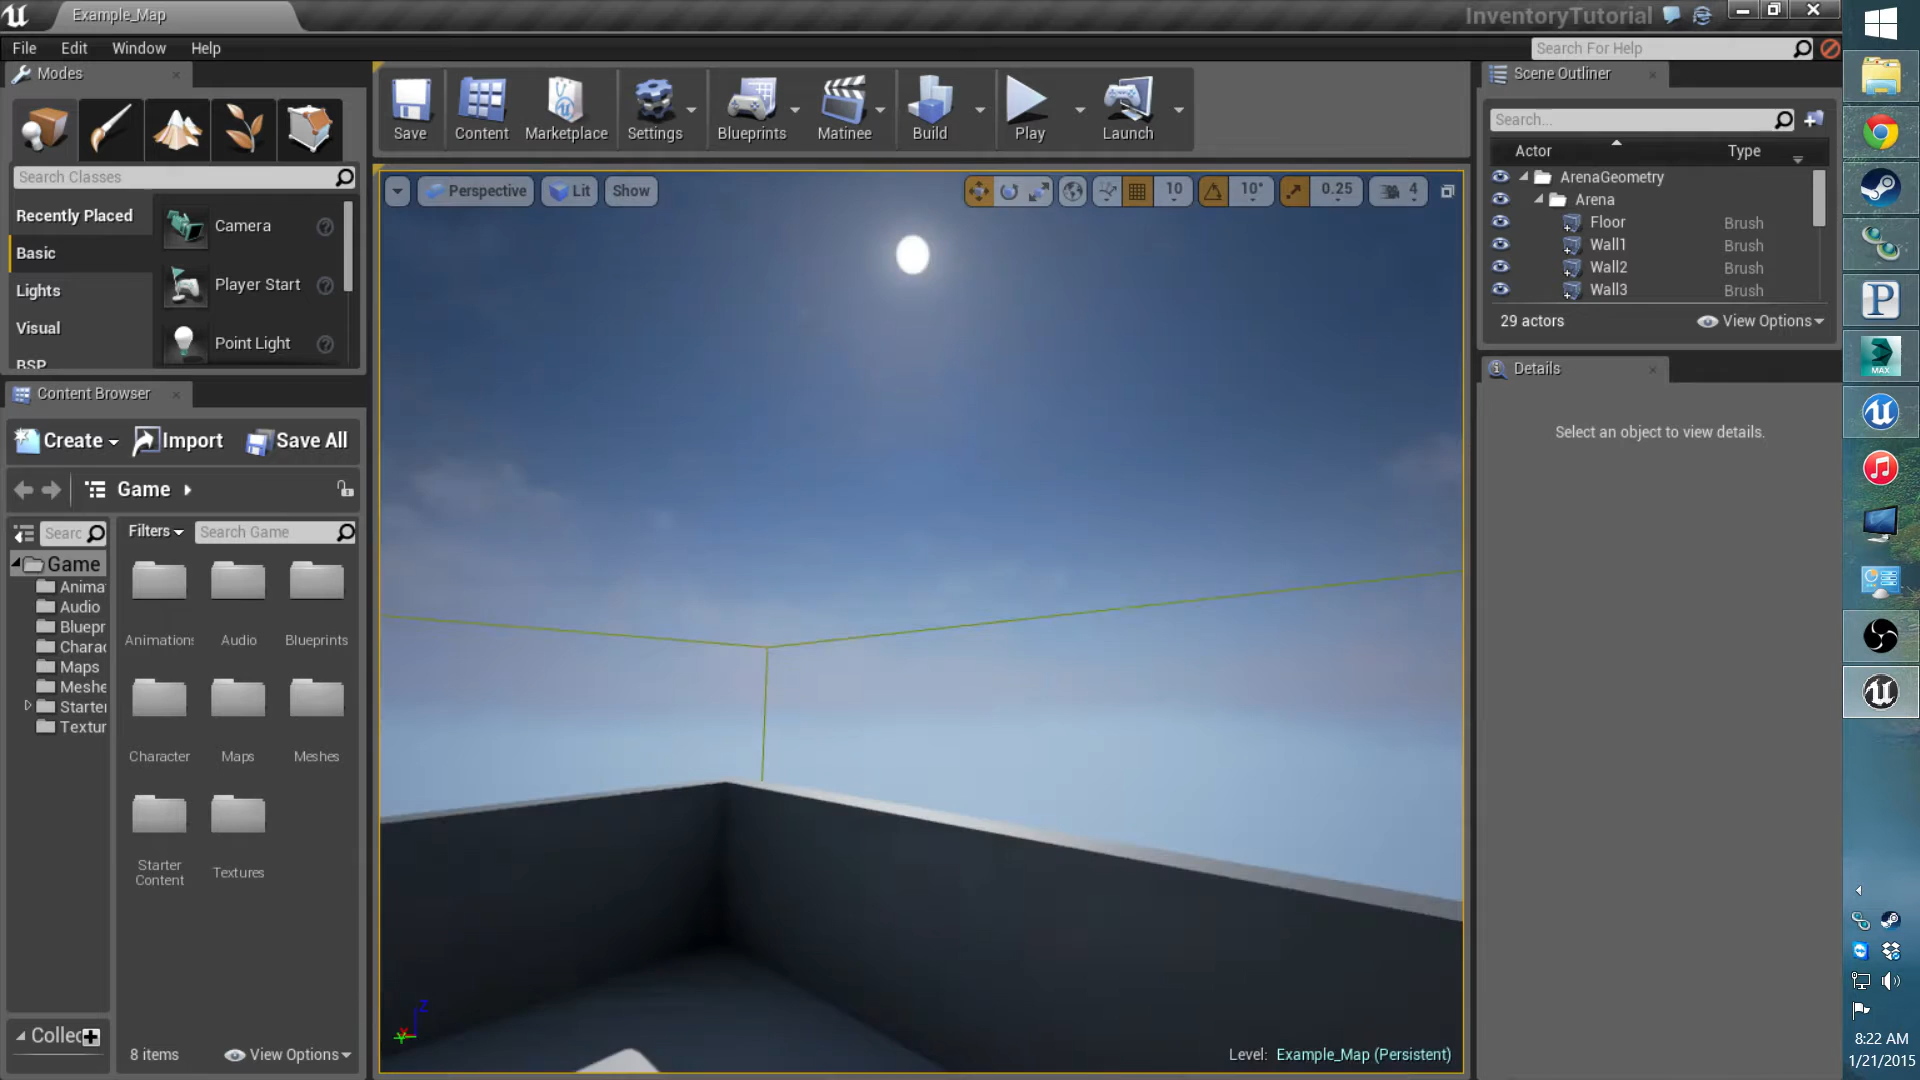 Example_Map
InventoryTutorial
File Edit Window Help
Search For Help
Modes
Save Content Marketplace Settings Blueprints Matinee Build Play Launch
Search Classes
Recently Placed
Basic
Lights
Visual
BSP
Camera
Player Start
Point Light
Content Browser
Create Import Save All
Game
Searc
Game
Anima
Audio
Bluepr
Charac
Maps
Meshe
Starter
Textur
Collec
Filters Search Game
Animations Audio Blueprints
Character Maps Meshes
Starter Content Textures
8 items View Options
Perspective Lit Show
10 10° 0.25 4
Z
Level: Example_Map (Persistent)
Scene Outliner
Search...
Actor Type
ArenaGeometry
Arena
Floor Brush
Wall1 Brush
Wall2 Brush
Wall3 Brush
29 actors View Options
Details
Select an object to view details.
P
MAX
8:22 AM
1/21/2015